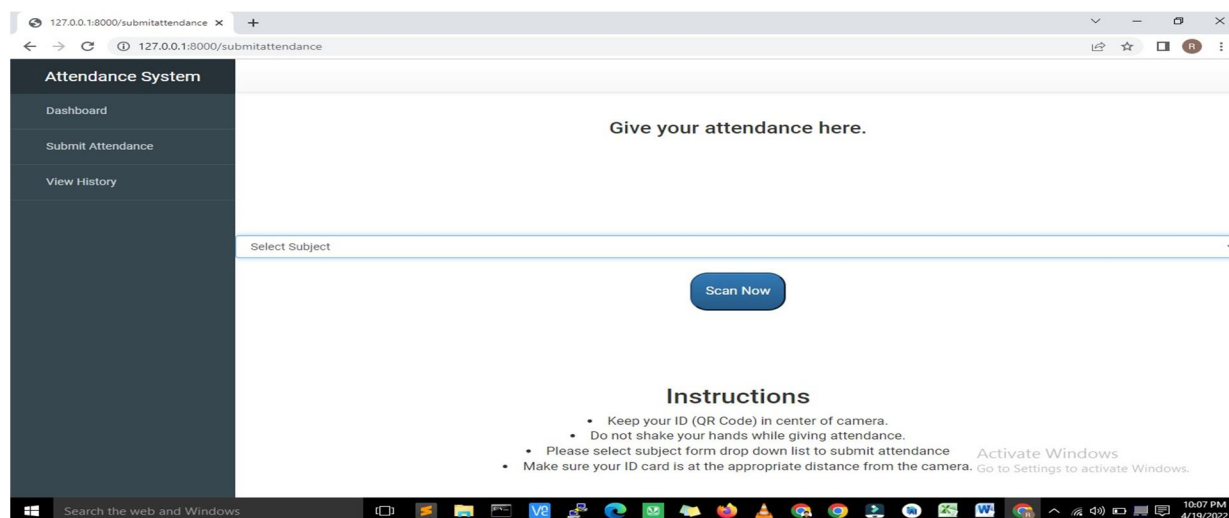 127.0.0.1:8000/submitattendance
127.0.0.1:8000/submitattendance
R
Attendance System
Dashboard
Submit Attendance
View History
Give your attendance here.
Select Subject
Scan Now
Instructions
• Keep your ID (QR Code) in center of camera.
• Do not shake your hands while giving attendance.
• Please select subject form drop down list to submit attendance
• Make sure your ID card is at the appropriate distance from the camera.
Activate Windows
Go to Settings to activate Windows.
Search the web and Windows
10:07 PM
4/19/2022